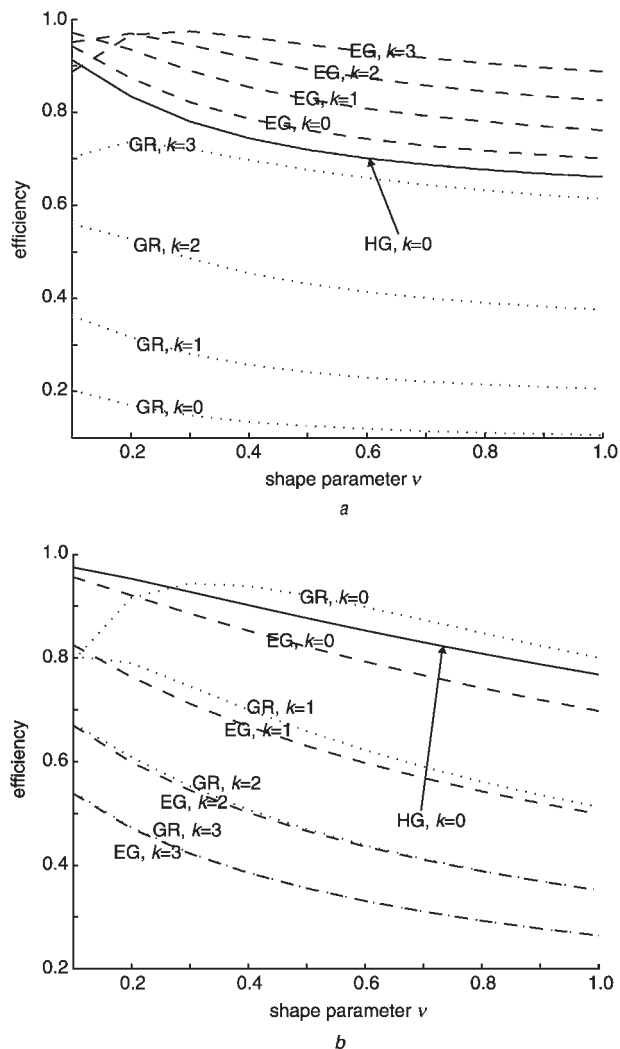 1.0
EG, k=3
EG, k=2
EG, k=1
0.8
EG, k=0
GR, k=3
efficiency
0.6
HG, k=0
GR, k=2
0.4
GR, k=1
0.2
GR, k=0
0.2 0.4 0.6 0.8 1.0
shape parameter ν
a
1.0
GR, k=0
EG, k=0
0.8
GR, k=1
EG, k=1
efficiency
0.6
GR, k=2
EG, k=2
HG, k=0
GR, k=3
EG, k=3
0.4
0.2
0.2 0.4 0.6 0.8 1.0
shape parameter ν
b